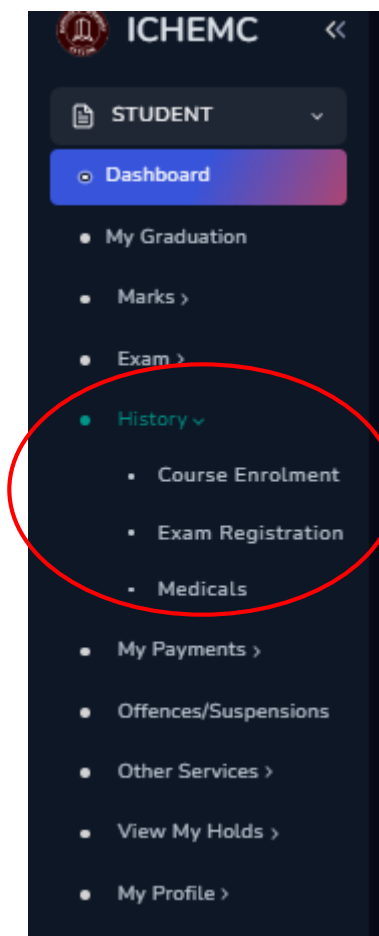 ICHEMC
STUDENT
Dashboard
My Graduation
Marks
Exam
History
Course Enrolment
Exam Registration
Medicals
My Payments
Offences/Suspensions
Other Services
View My Holds
My Profile